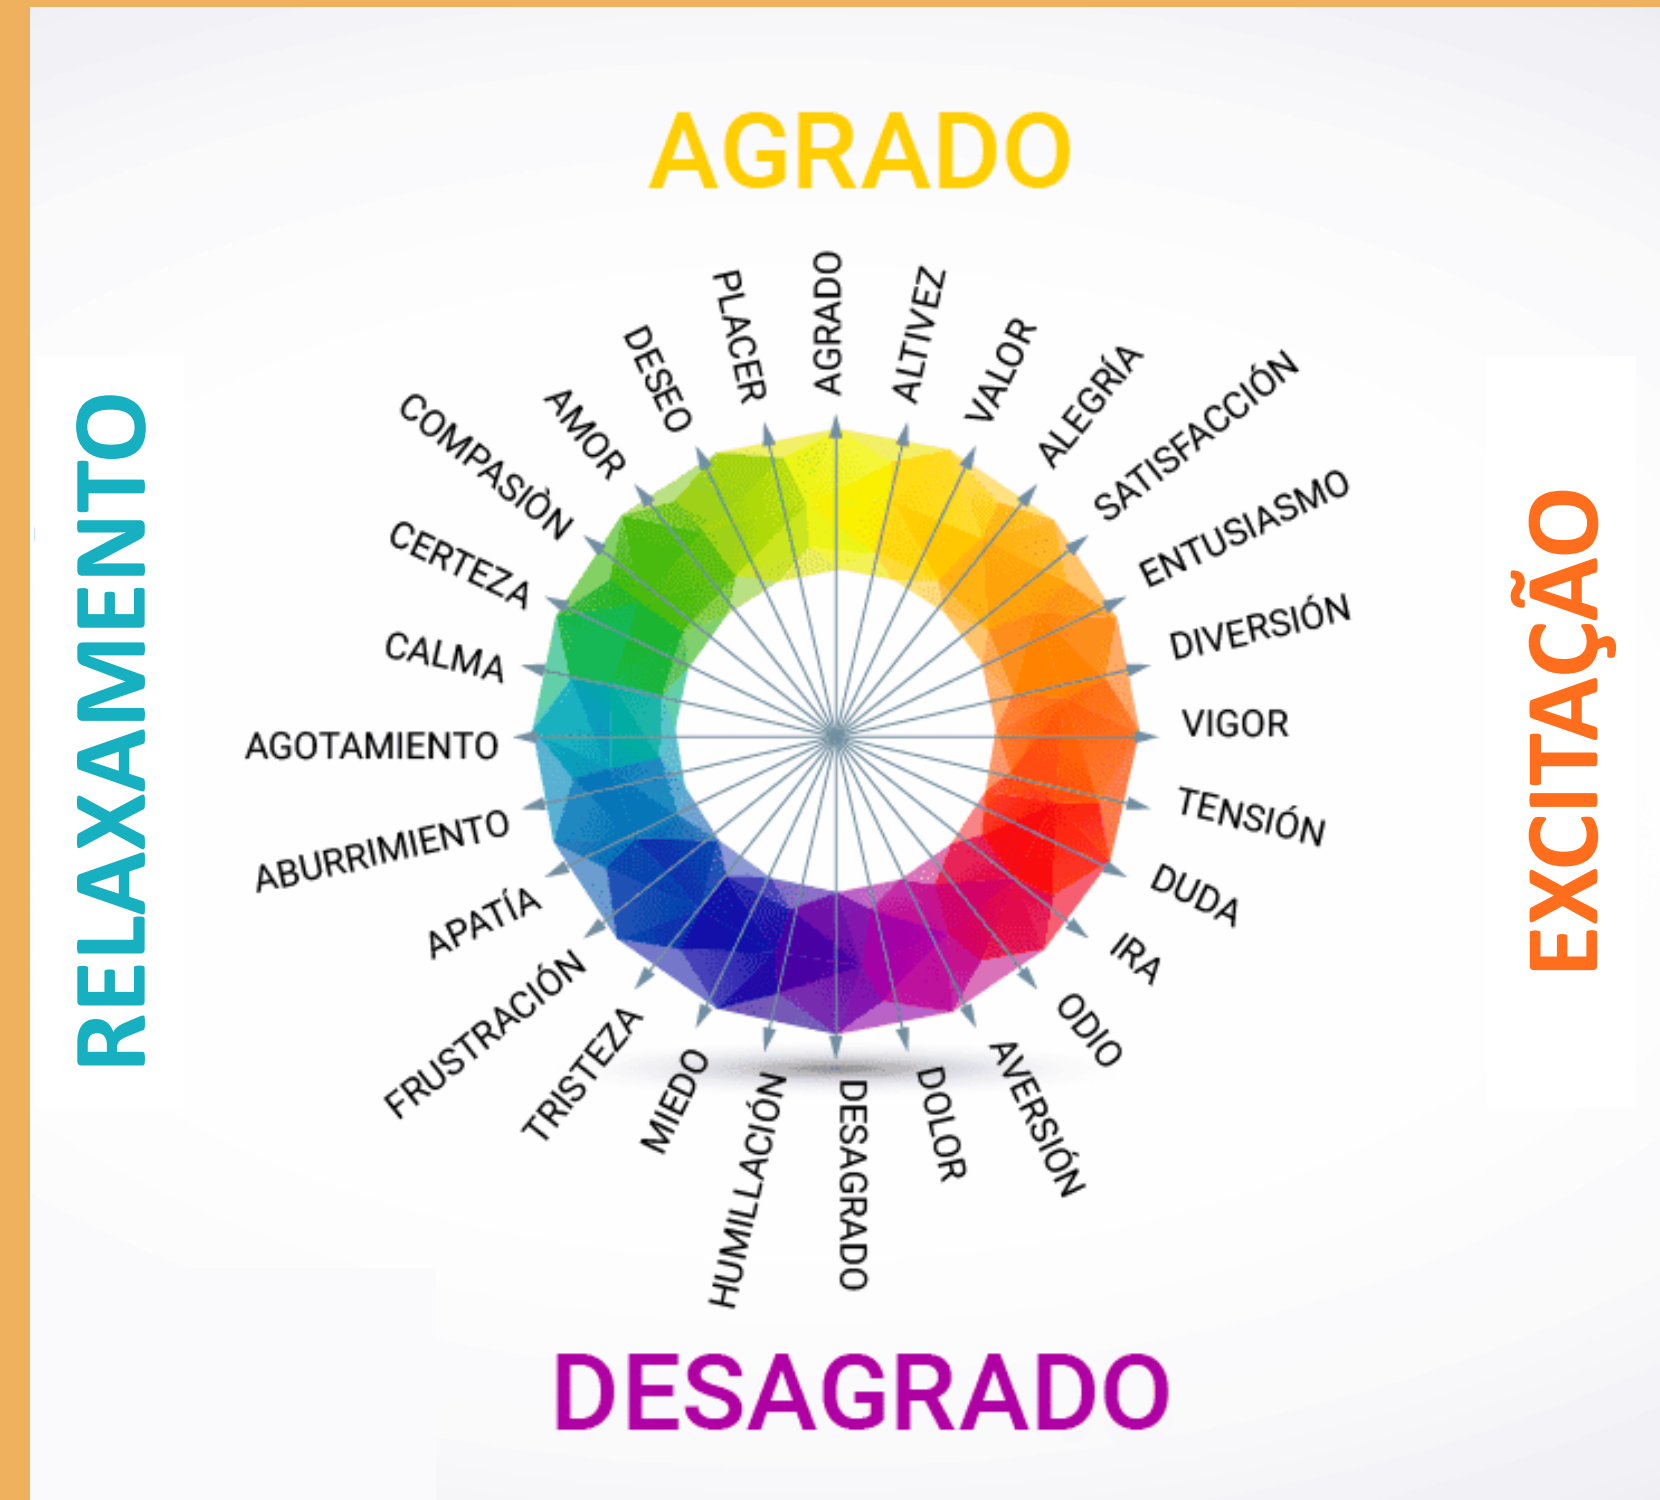 AGRADO
RELAXAMENTO
EXCITAÇÃO
AGRADO
ALTIVEZ
VALOR
ALEGRÍA
SATISFACCIÓN
ENTUSIASMO
DIVERSIÓN
VIGOR
TENSIÓN
DUDA
IRA
ODIO
AVERSIÓN
DOLOR
DESAGRADO
HUMILLACIÓN
MIEDO
TRISTEZA
FRUSTRACIÓN
APATÍA
ABURRIMIENTO
AGOTAMIENTO
CALMA
CERTEZA
COMPASIÒN
AMOR
DESEO
PLACER
DESAGRADO